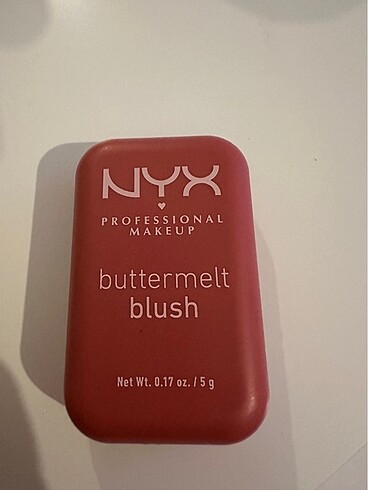 NYX
PROFESSIONAL
MAKEUP
buttermelt
blush
Net Wt. 0.17 oz. / 5 g